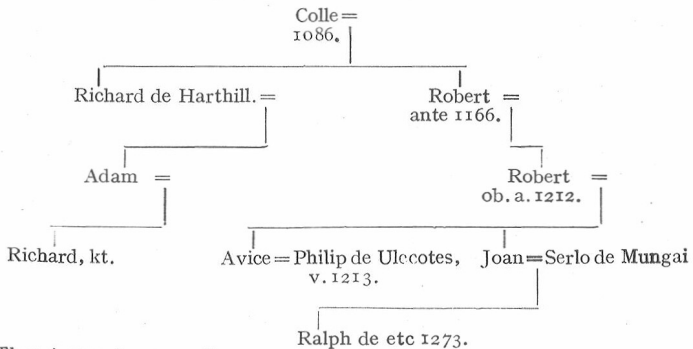 Colle =
1086.
Richard de Harthill. = Robert =
ante 1166.
Adam = Robert =
ob. a. 1212.
Richard, kt. Avice = Philip de Ulecotes, Joan = Serlo de Mungai
v. 1213.
Ralph de etc 1273.